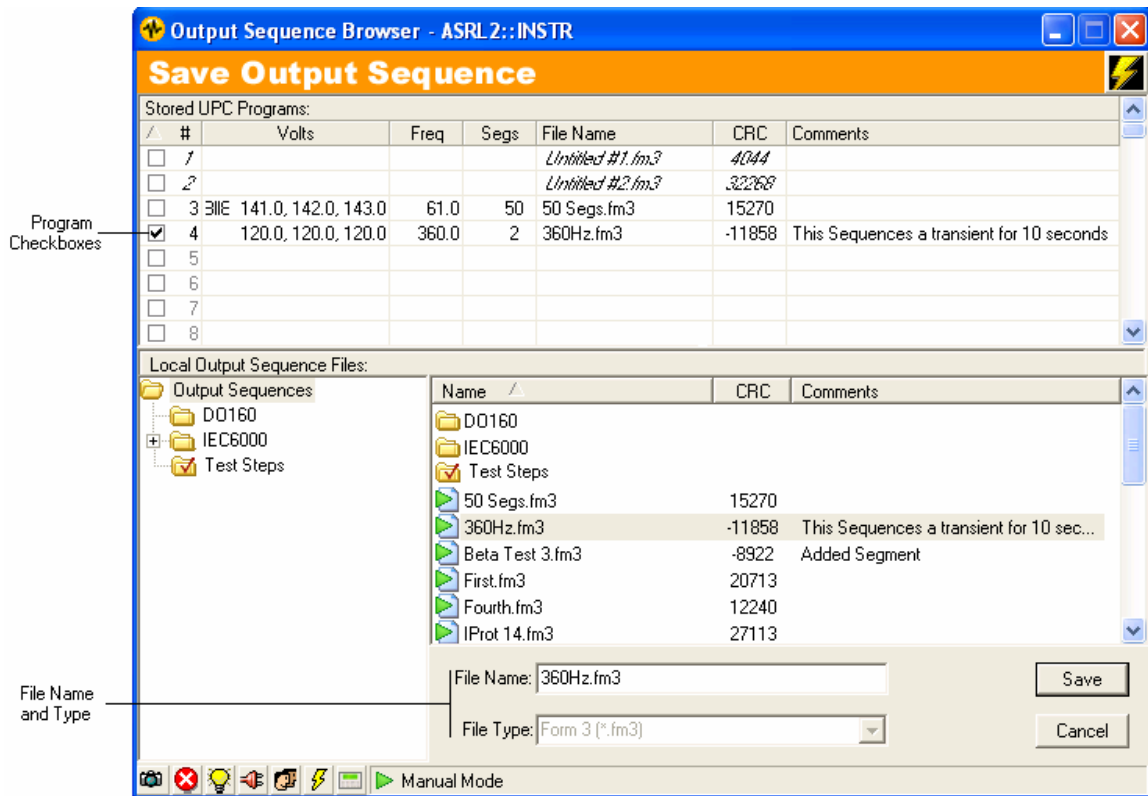 Output Sequence Browser - ASRL2::INSTR
Save Output Sequence
Stored UPC Programs:
# Volts Freq Segs File Name CRC Comments
1 Untitled #1.fm3 4044
2 Untitled #2.fm3 32268
3 141.0, 142.0, 143.0 61.0 50 50 Segs.fm3 15270
4 120.0, 120.0, 120.0 360.0 2 360Hz.fm3 -11858 This Sequences a transient for 10 seconds
5
6
7
8
Program
Checkboxes
Local Output Sequence Files:
Output Sequences
DO160
IEC6000
Test Steps
Name CRC Comments
DO160
IEC6000
Test Steps
50 Segs.fm3 15270
360Hz.fm3 -11858 This Sequences a transient for 10 sec...
Beta Test 3.fm3 -8922 Added Segment
First.fm3 20713
Fourth.fm3 12240
IProt 14.fm3 27113
File Name
and Type
File Name: 360Hz.fm3
Save
File Type: Form 3 (*.fm3)
Cancel
Manual Mode